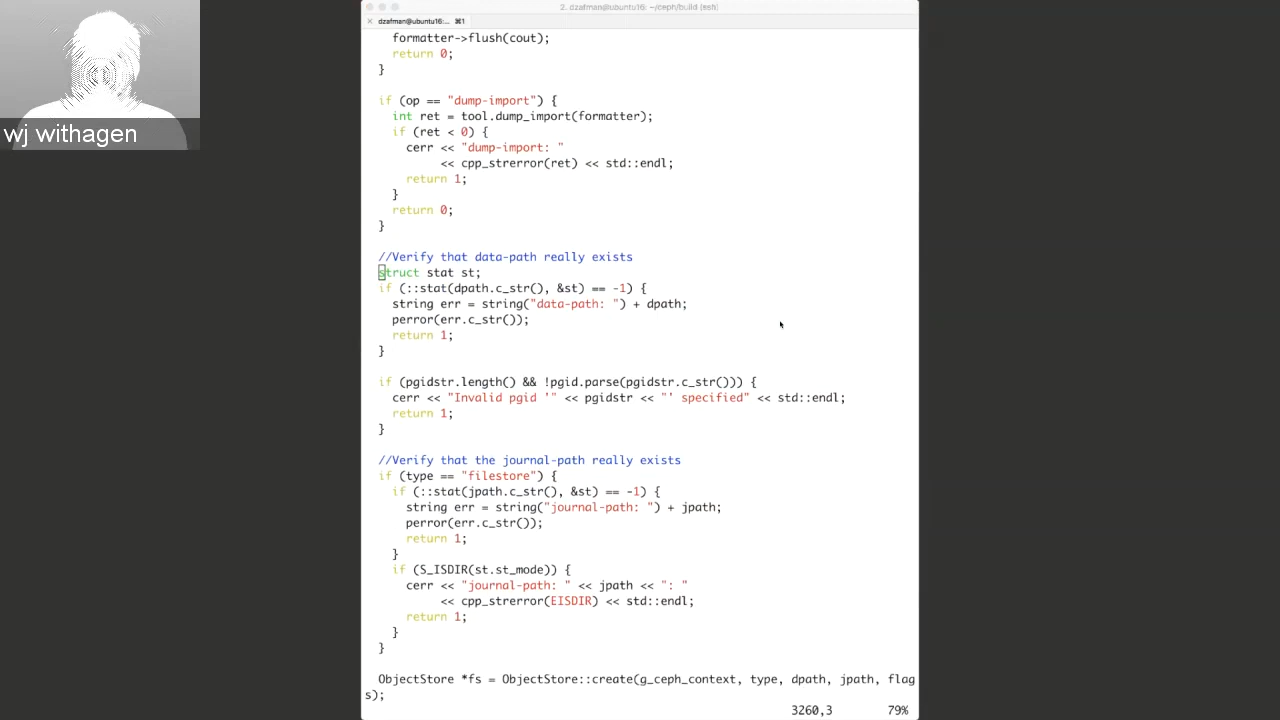 2. dzafman@ubuntu16: ~/ceph/build (ssh)
× dzafman@ubuntu16:... ⌘1
wj withagen
formatter->flush(cout);
return 0;
}
if (op == "dump-import") {
int ret = tool.dump_import(formatter);
if (ret < 0) {
cerr << "dump-import: "
<< cpp_strerror(ret) << std::endl;
return 1;
}
return 0;
}
//Verify that data-path really exists
struct stat st;
if (::stat(dpath.c_str(), &st) == -1) {
string err = string("data-path: ") + dpath;
perror(err.c_str());
return 1;
}
if (pgidstr.length() && !pgid.parse(pgidstr.c_str())) {
cerr << "Invalid pgid '" << pgidstr << "' specified" << std::endl;
return 1;
}
//Verify that the journal-path really exists
if (type == "filestore") {
if (::stat(jpath.c_str(), &st) == -1) {
string err = string("journal-path: ") + jpath;
perror(err.c_str());
return 1;
}
if (S_ISDIR(st.st_mode)) {
cerr << "journal-path: " << jpath << ": "
<< cpp_strerror(EISDIR) << std::endl;
return 1;
}
}
ObjectStore *fs = ObjectStore::create(g_ceph_context, type, dpath, jpath, flag
s);
3260,3 79%